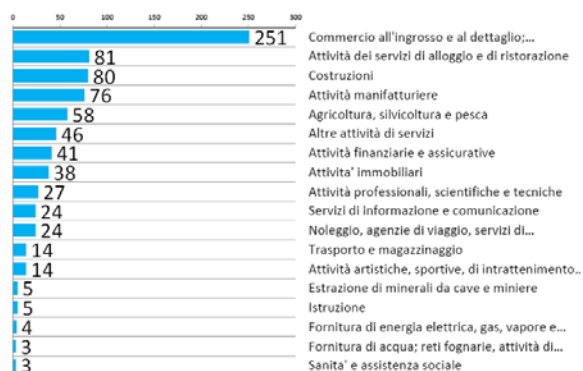 0 50 100 150 200 250 300
251 Commercio all'ingrosso e al dettaglio;...
81 Attività dei servizi di alloggio e di ristorazione
80 Costruzioni
76 Attività manifatturiere
58 Agricoltura, silvicoltura e pesca
46 Altre attività di servizi
41 Attività finanziarie e assicurative
38 Attivita' immobiliari
27 Attività professionali, scientifiche e tecniche
24 Servizi di informazione e comunicazione
24 Noleggio, agenzie di viaggio, servizi di...
14 Trasporto e magazzinaggio
14 Attività artistiche, sportive, di intrattenimento...
5 Estrazione di minerali da cave e miniere
5 Istruzione
4 Fornitura di energia elettrica, gas, vapore e...
3 Fornitura di acqua; reti fognarie, attività di...
3 Sanita' e assistenza sociale